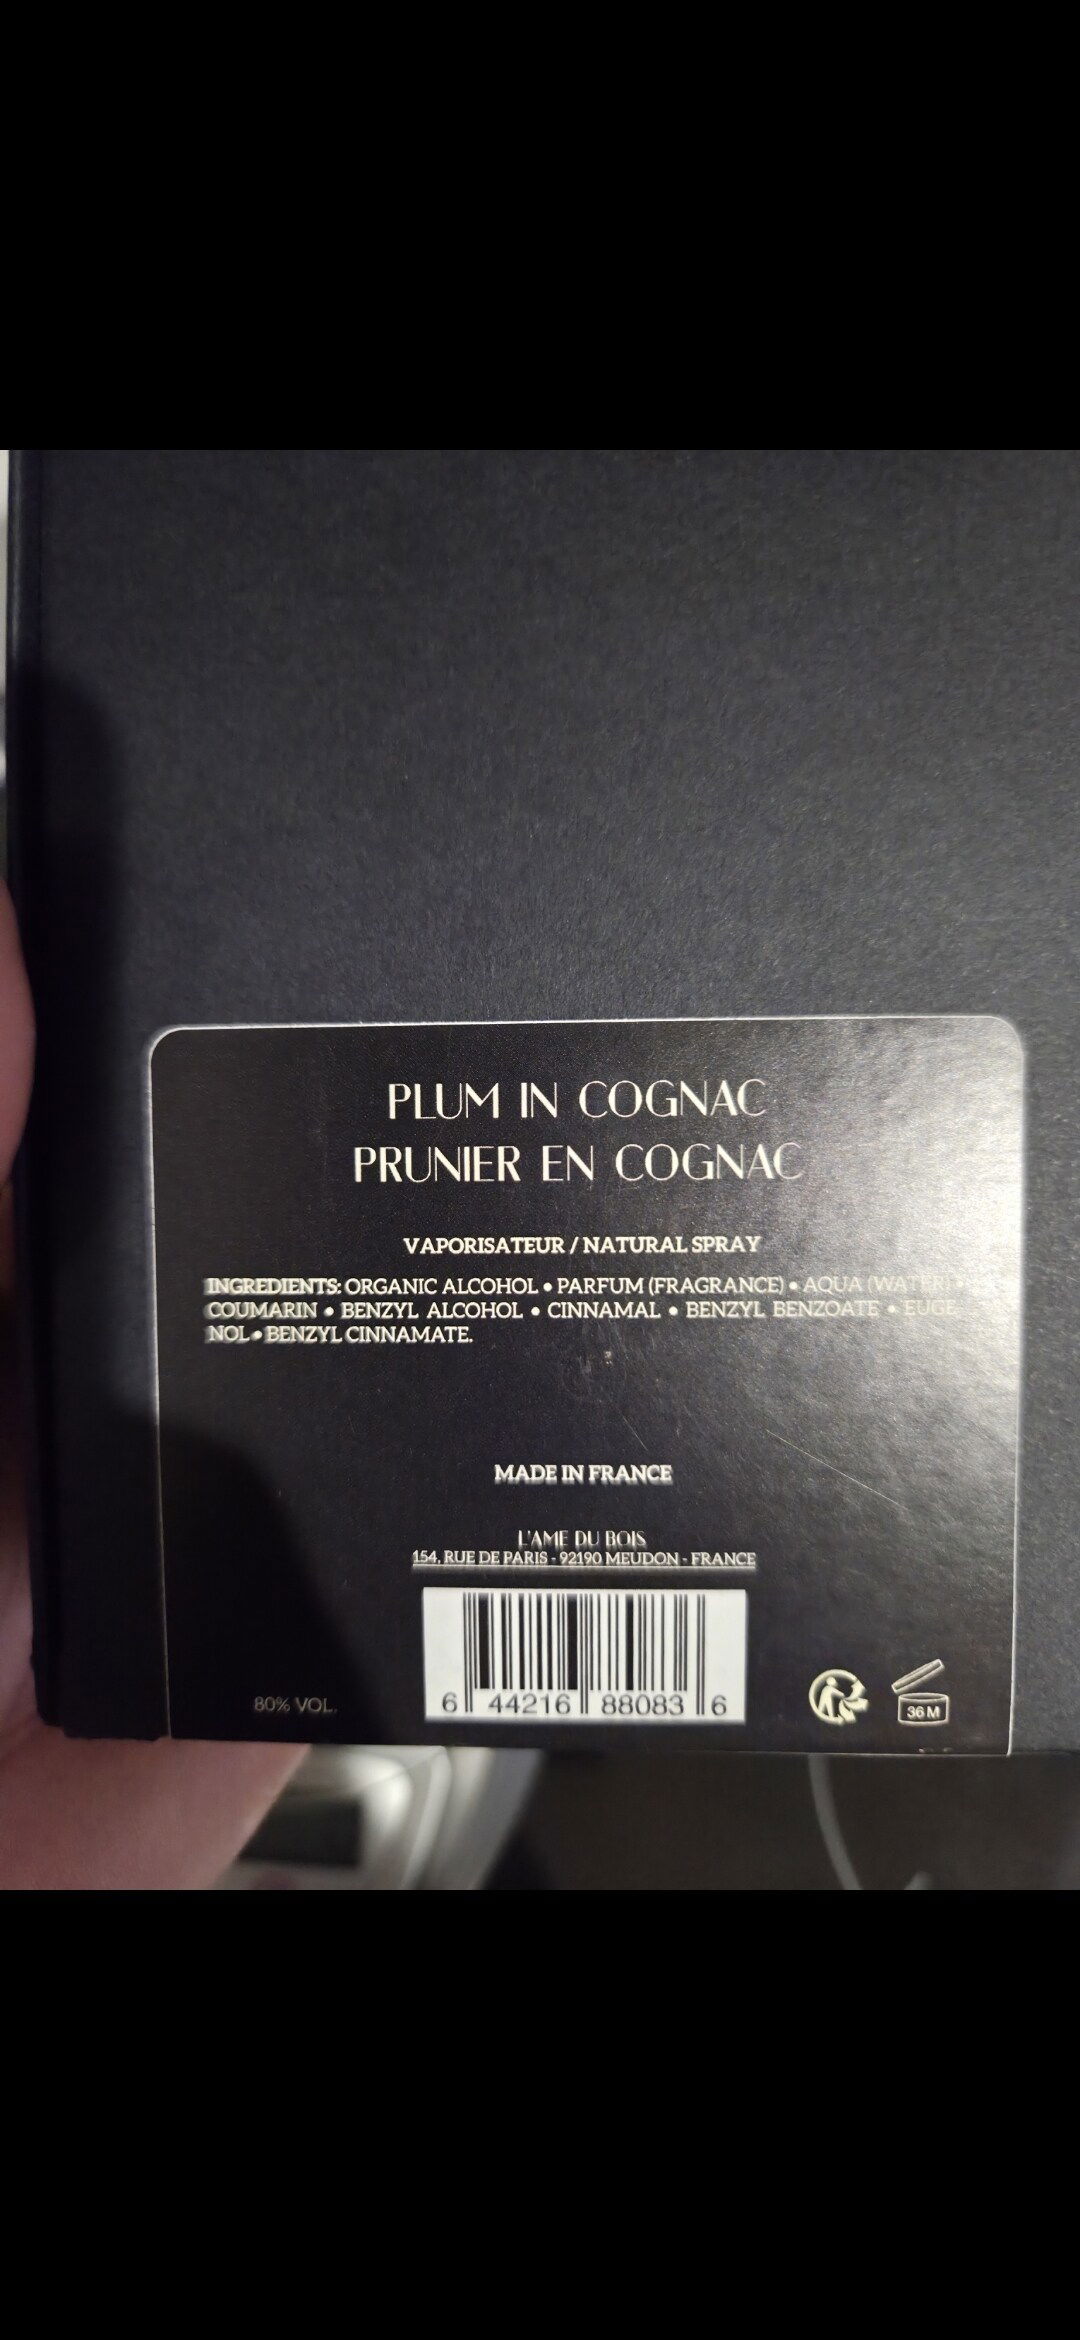 PLUM IN COGNAC
PRUNIER EN COGNAC
VAPORISATEUR / NATURAL SPRAY
INGREDIENTS: ORGANIC ALCOHOL • PARFUM (FRAGRANCE) • AQUA (WATER)
COUMARIN • BENZYL ALCOHOL • CINNAMAL • BENZYL BENZOATE • EUGE
NOL • BENZYL CINNAMATE.
MADE IN FRANCE
L'AME DU BOIS
154, RUE DE PARIS - 92190 MEUDON - FRANCE
80% VOL.
6 44216 88083 6
36 M